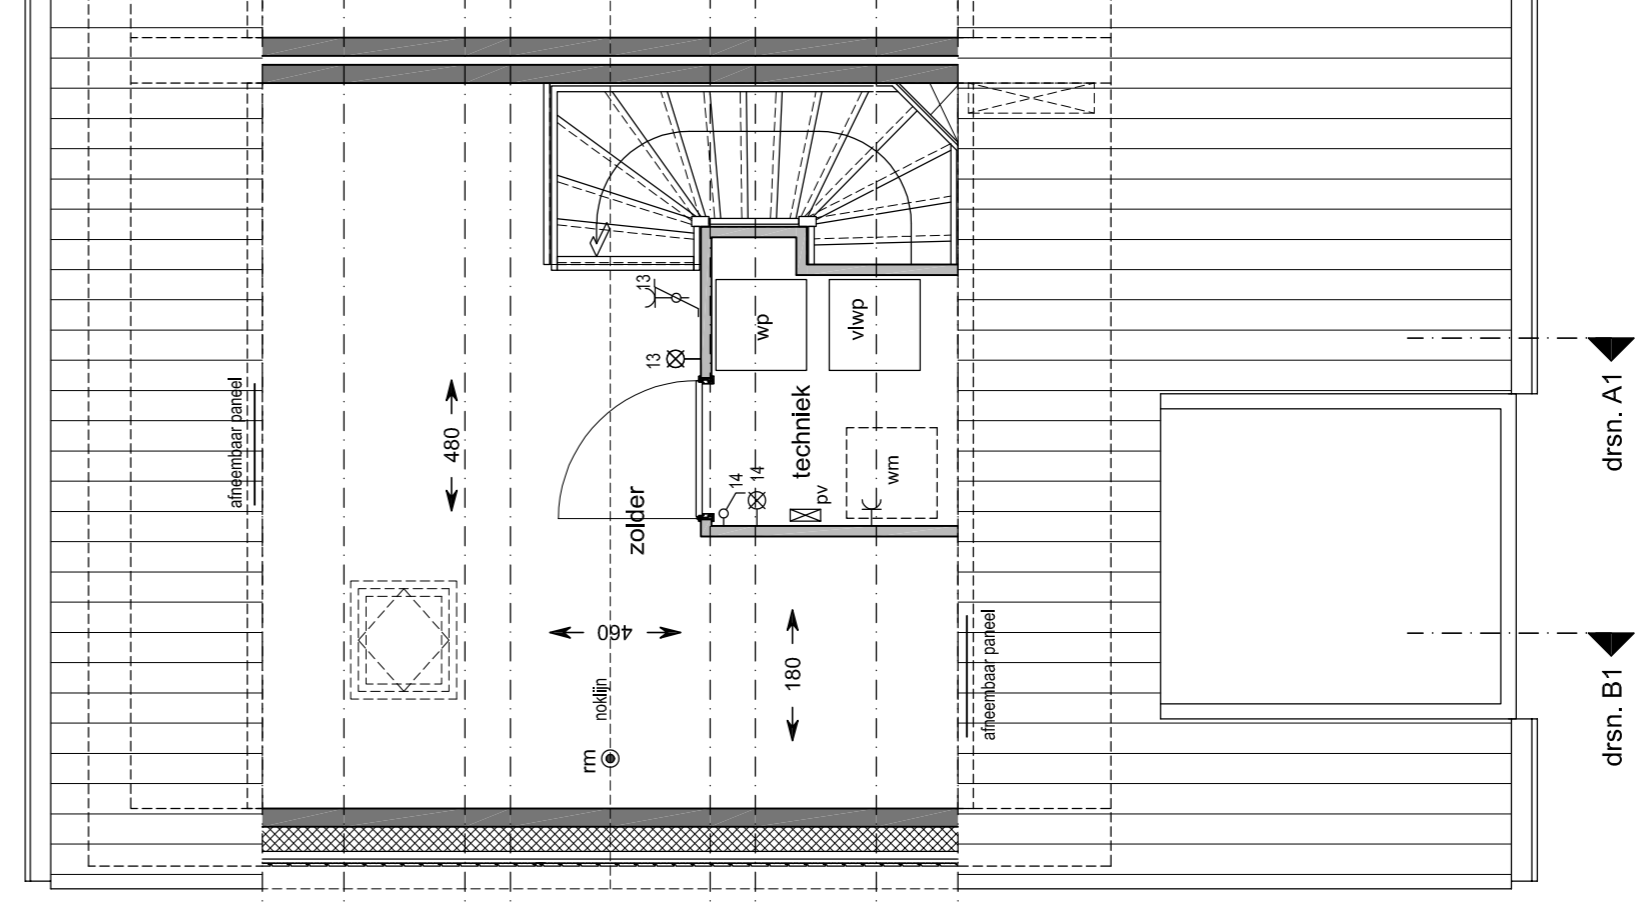 13
wp
vlwp
13
drsn. A1
afneembaar paneel
480
techniek
wm
14
14
pv
zolder
460
180
afneembaar paneel
noklijn
rm
drsn. B1